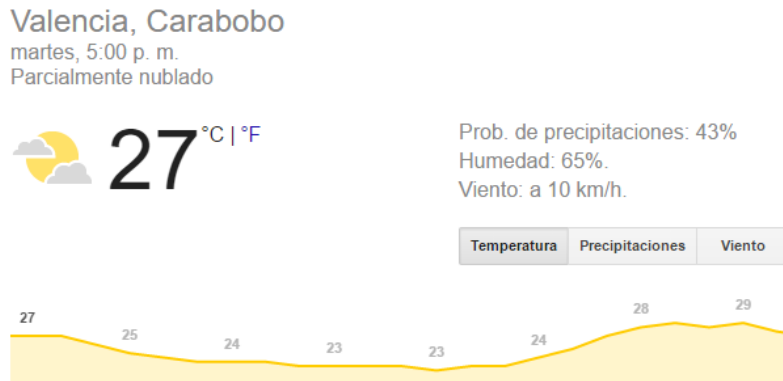 Valencia, Carabobo
martes, 5:00 p. m.
Parcialmente nublado
27 °C | °F
Prob. de precipitaciones: 43%
Humedad: 65%.
Viento: a 10 km/h.
Temperatura Precipitaciones Viento
27 25 24 23 23 24 28 29